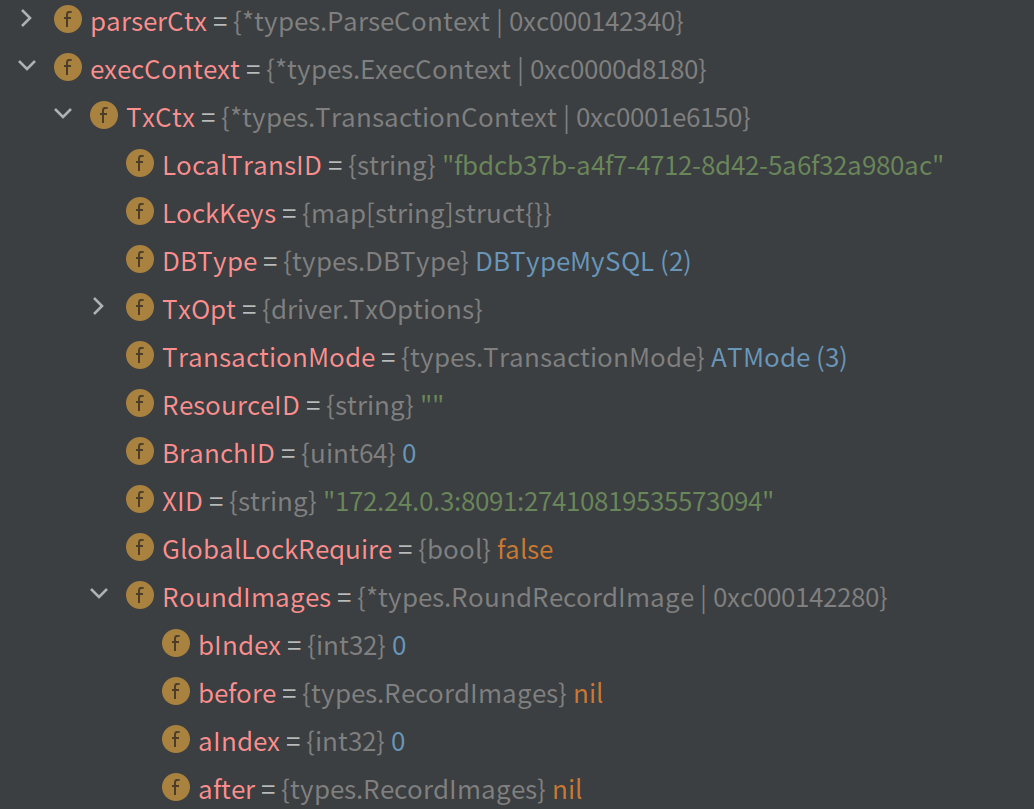 f parserCtx = {*types.ParseContext | 0xc000142340}
f execContext = {*types.ExecContext | 0xc0000d8180}
f TxCtx = {*types.TransactionContext | 0xc0001e6150}
f LocalTransID = {string} "fbdcb37b-a4f7-4712-8d42-5a6f32a980ac"
f LockKeys = {map[string]struct{}}
f DBType = {types.DBType} DBTypeMySQL (2)
f TxOpt = {driver.TxOptions}
f TransactionMode = {types.TransactionMode} ATMode (3)
f ResourceID = {string} ""
f BranchID = {uint64} 0
f XID = {string} "172.24.0.3:8091:27410819535573094"
f GlobalLockRequire = {bool} false
f RoundImages = {*types.RoundRecordImage | 0xc000142280}
f bIndex = {int32} 0
f before = {types.RecordImages} nil
f aIndex = {int32} 0
f after = {types.RecordImages} nil